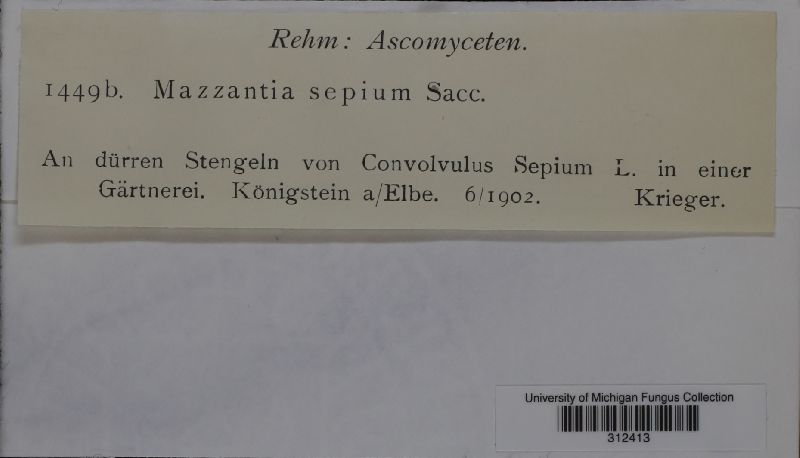 Rehm: Ascomyceten.
1449b. Mazzantia sepium Sacc.
An dürren Stengeln von Convolvulus Sepium L. in einer
Gärtnerei. Königstein a/Elbe. 6/1902. Krieger.
University of Michigan Fungus Collection
312413